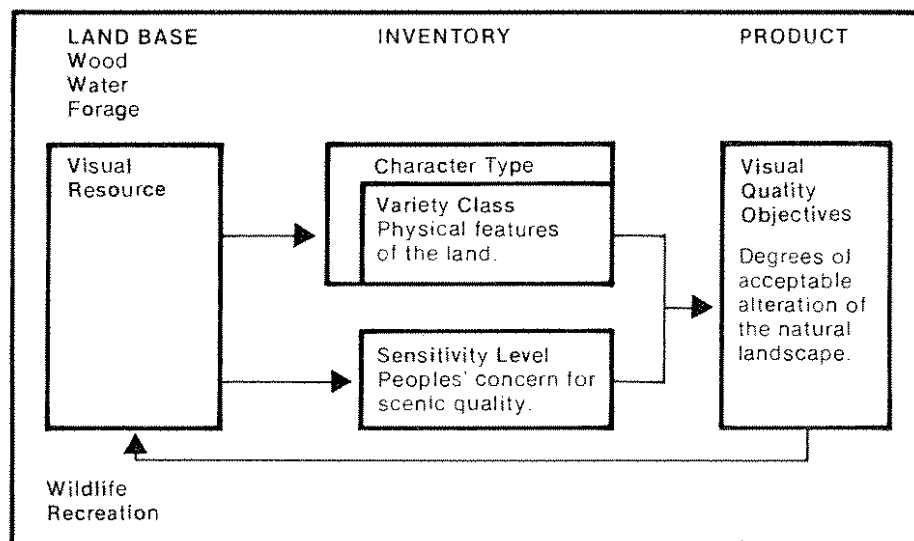 LAND BASE
Wood
Water
Forage
INVENTORY
PRODUCT
Visual
Resource
Character Type
Variety Class
Physical features
of the land.
Sensitivity Level
Peoples' concern for
scenic quality.
Visual
Quality
Objectives
Degrees of
acceptable
alteration of
the natural
landscape.
Wildlife
Recreation